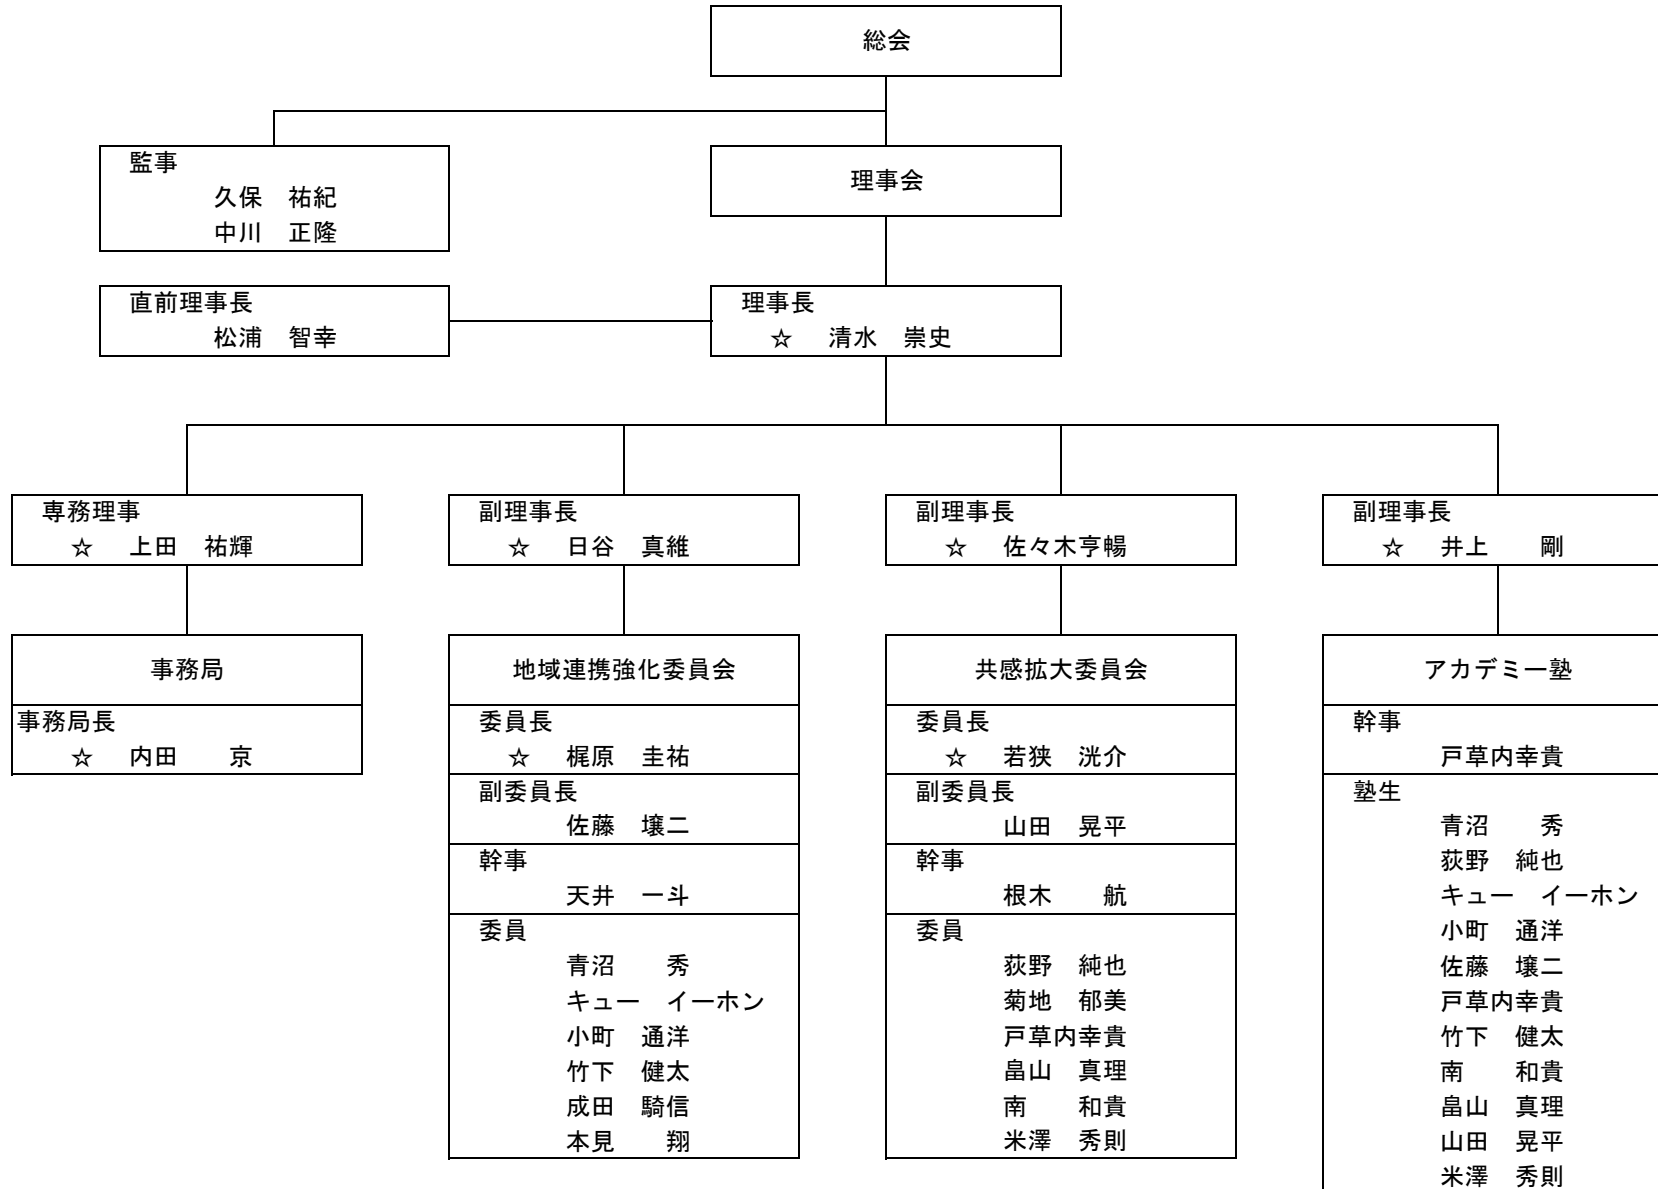 総会
監事
久保　祐紀
中川　正隆
理事会
直前理事長
松浦　智幸
理事長
☆　清水　崇史
専務理事
☆　上田　祐輝
副理事長
☆　日谷　真維
副理事長
☆　佐々木亨暢
副理事長
☆　井上　　剛
事務局
事務局長
☆　内田　　京
地域連携強化委員会
委員長
☆　梶原　圭祐
副委員長
佐藤　壌二
幹事
天井　一斗
委員
青沼　　秀
キュー　イーホン
小町　通洋
竹下　健太
成田　騎信
本見　　翔
共感拡大委員会
委員長
☆　若狭　洸介
副委員長
山田　晃平
幹事
根木　　航
委員
荻野　純也
菊地　郁美
戸草内幸貴
畠山　真理
南　　和貴
米澤　秀則
アカデミー塾
幹事
戸草内幸貴
塾生
青沼　　秀
荻野　純也
キュー　イーホン
小町　通洋
佐藤　壌二
戸草内幸貴
竹下　健太
南　　和貴
畠山　真理
山田　晃平
米澤　秀則